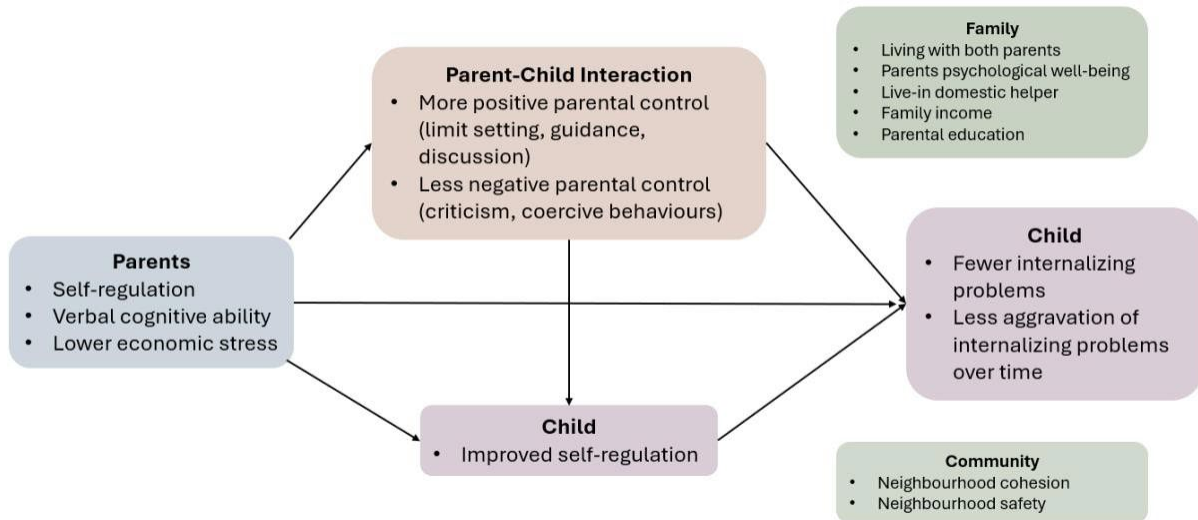 Family
• Living with both parents
• Parents psychological well-being
• Live-in domestic helper
• Family income
• Parental education
Parent-Child Interaction
• More positive parental control
(limit setting, guidance,
discussion)
• Less negative parental control
(criticism, coercive behaviours)
Parents
• Self-regulation
• Verbal cognitive ability
• Lower economic stress
Child
• Fewer internalizing
problems
• Less aggravation of
internalizing problems
over time
Child
• Improved self-regulation
Community
• Neighbourhood cohesion
• Neighbourhood safety